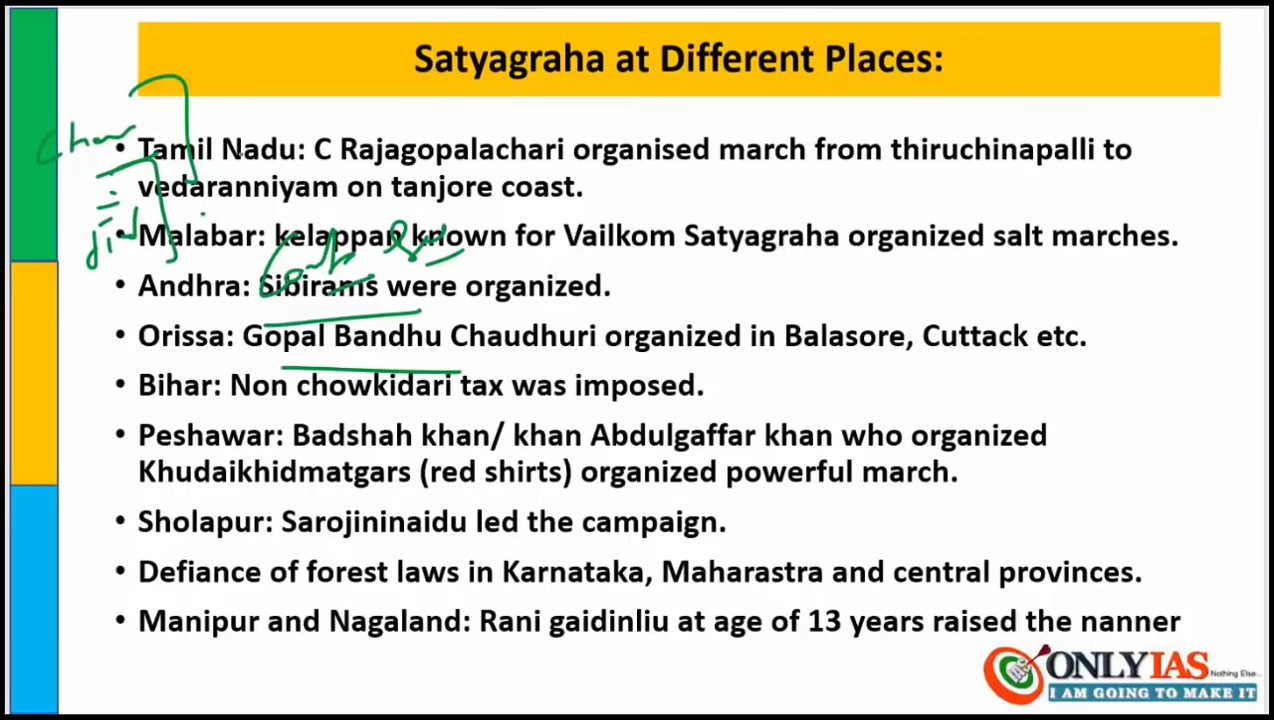 Satyagraha at Different Places:
• Tamil Nadu: C Rajagopalachari organised march from thiruchinapalli to
vedaranniyam on tanjore coast.
• Malabar: kelappan known for Vailkom Satyagraha organized salt marches.
• Andhra: Sibirams were organized.
• Orissa: Gopal Bandhu Chaudhuri organized in Balasore, Cuttack etc.
• Bihar: Non chowkidari tax was imposed.
• Peshawar: Badshah khan/ khan Abdulgaffar khan who organized
Khudaikhidmatgars (red shirts) organized powerful march.
• Sholapur: Sarojininaidu led the campaign.
• Defiance of forest laws in Karnataka, Maharastra and central provinces.
• Manipur and Nagaland: Rani gaidinliu at age of 13 years raised the nanner
ONLYIAS
Nothing Else...
I AM GOING TO MAKE IT